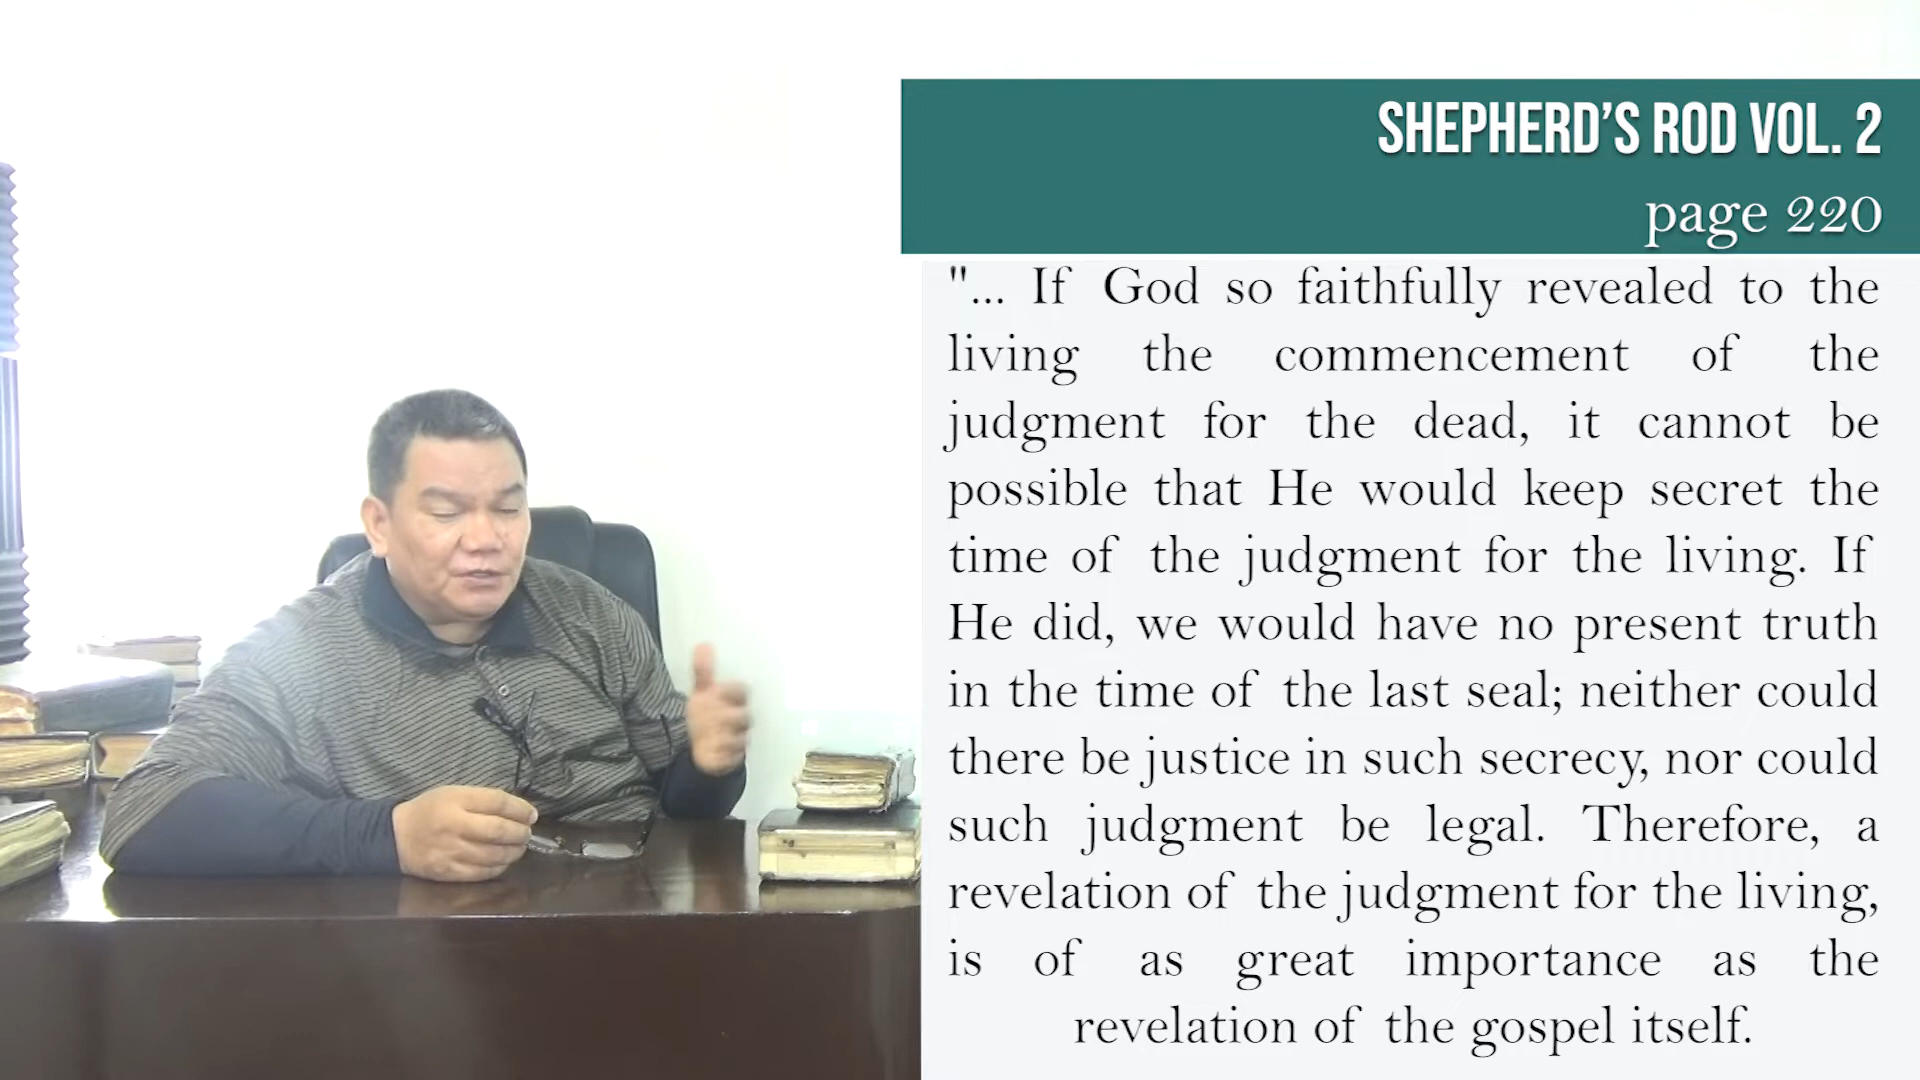 SHEPHERD'S ROD VOL. 2
page 220
"... If God so faithfully revealed to the
living the commencement of the
judgment for the dead, it cannot be
possible that He would keep secret the
time of the judgment for the living. If
He did, we would have no present truth
in the time of the last seal; neither could
there be justice in such secrecy, nor could
such judgment be legal. Therefore, a
revelation of the judgment for the living,
is of as great importance as the
revelation of the gospel itself.